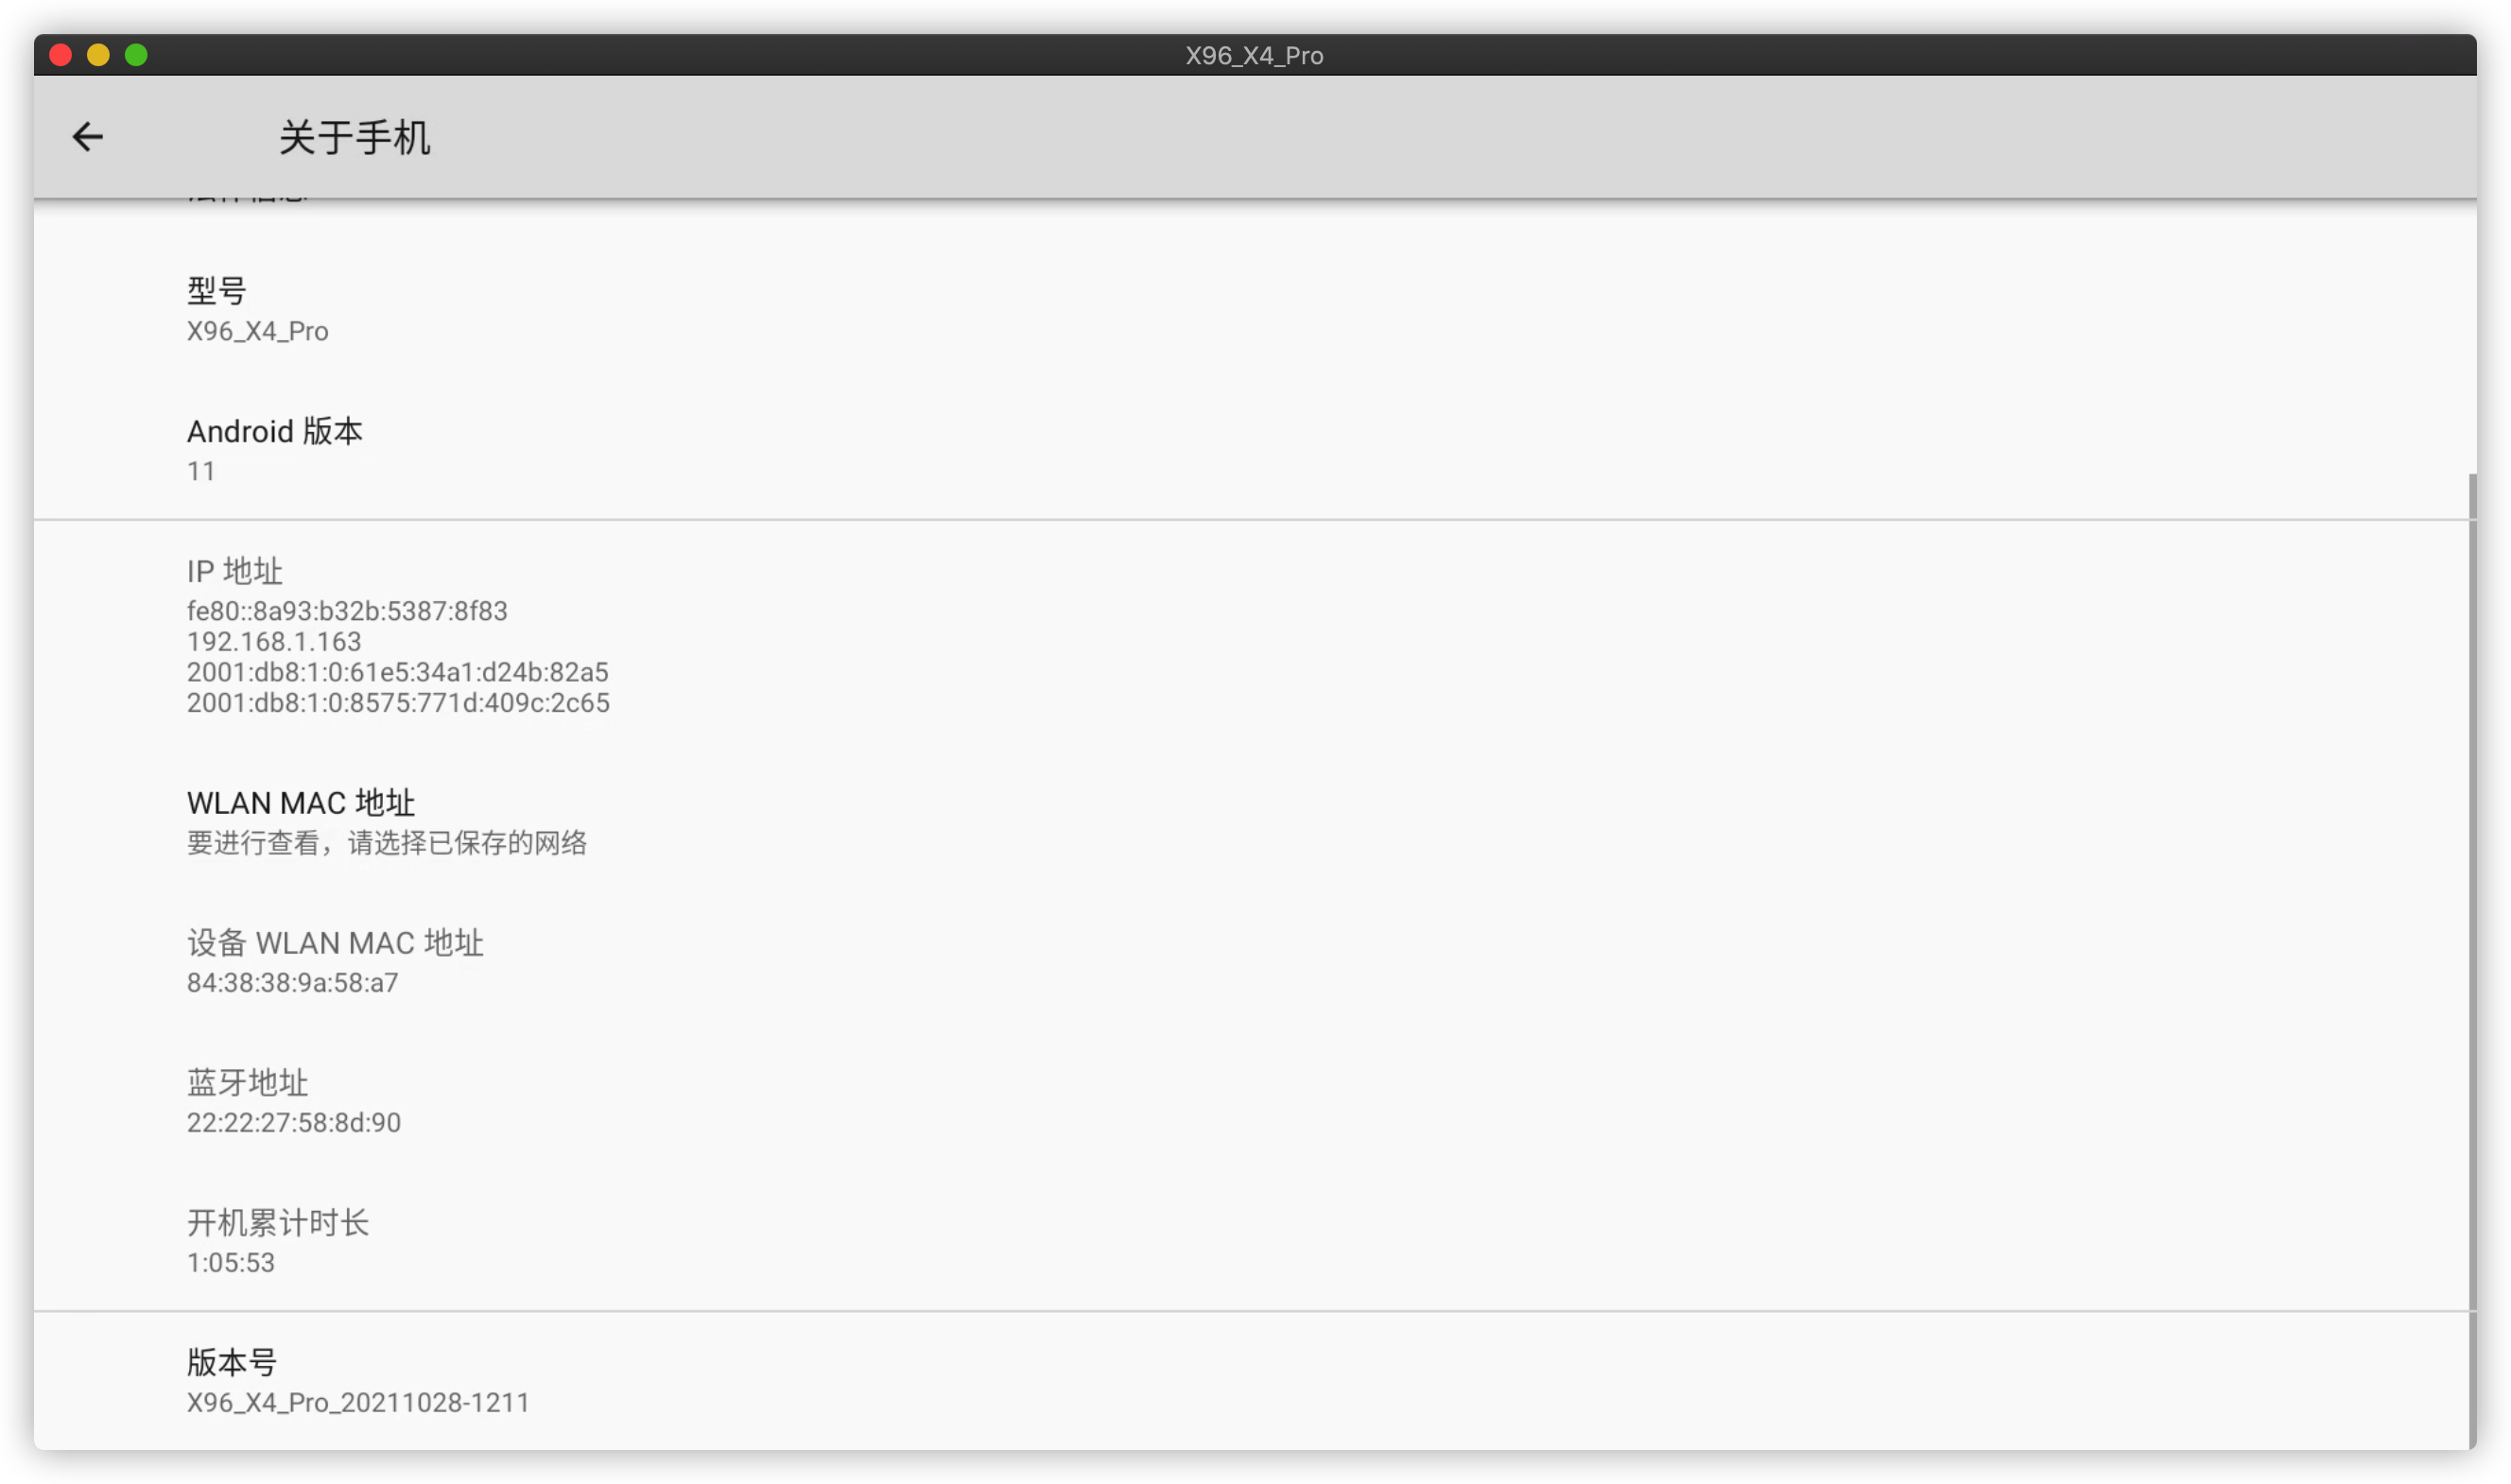 X96_X4_Pro
关于手机
型号
X96_X4_Pro
Android 版本
11
IP 地址
fe80::8a93:b32b:5387:8f83
192.168.1.163
2001:db8:1:0:61e5:34a1:d24b:82a5
2001:db8:1:0:8575:771d:409c:2c65
WLAN MAC 地址
要进行查看，请选择已保存的网络
设备 WLAN MAC 地址
84:38:38:9a:58:a7
蓝牙地址
22:22:27:58:8d:90
开机累计时长
1:05:53
版本号
X96_X4_Pro_20211028-1211